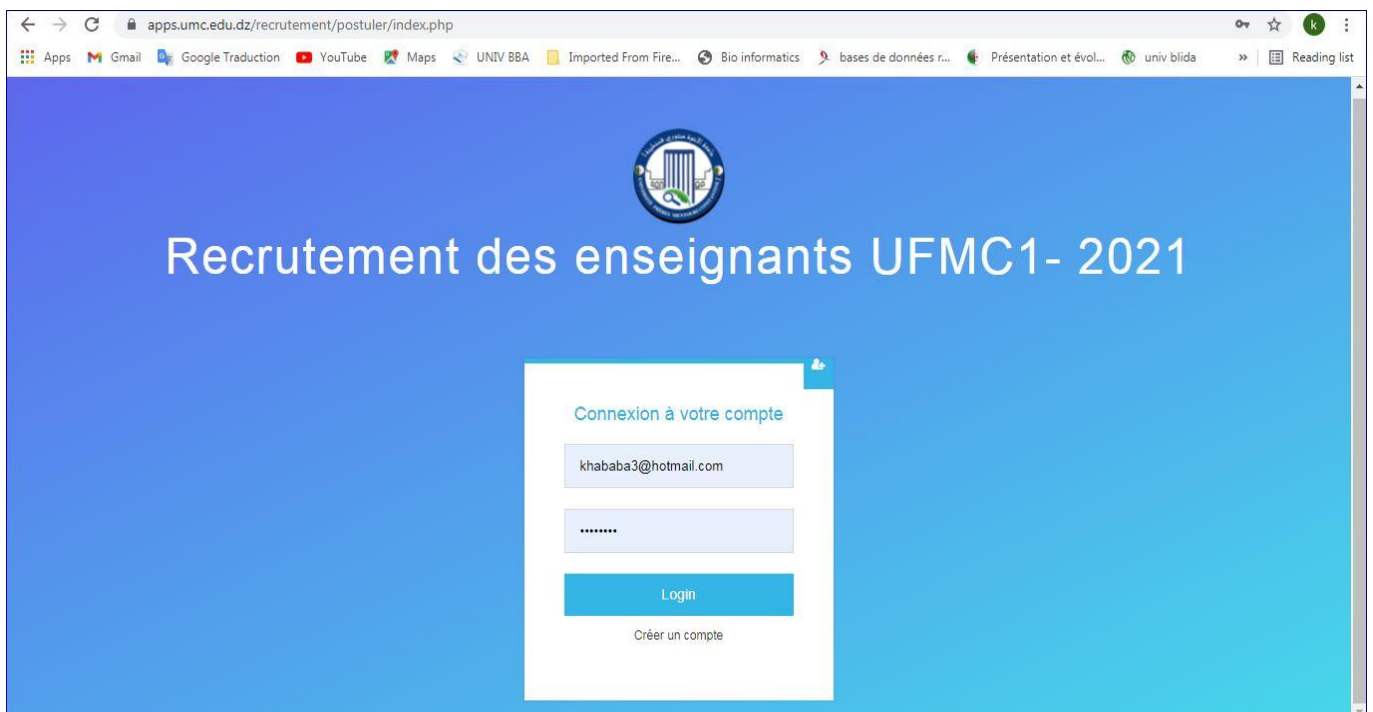 apps.umc.edu.dz/recrutement/postuler/index.php
k
Apps Gmail Google Traduction YouTube Maps UNIV BBA Imported From Fire... Bio informatics bases de données r... Présentation et évol... univ blida » Reading list
Recrutement des enseignants UFMC1- 2021
Connexion à votre compte
khababa3@hotmail.com
••••••••
Login
Créer un compte